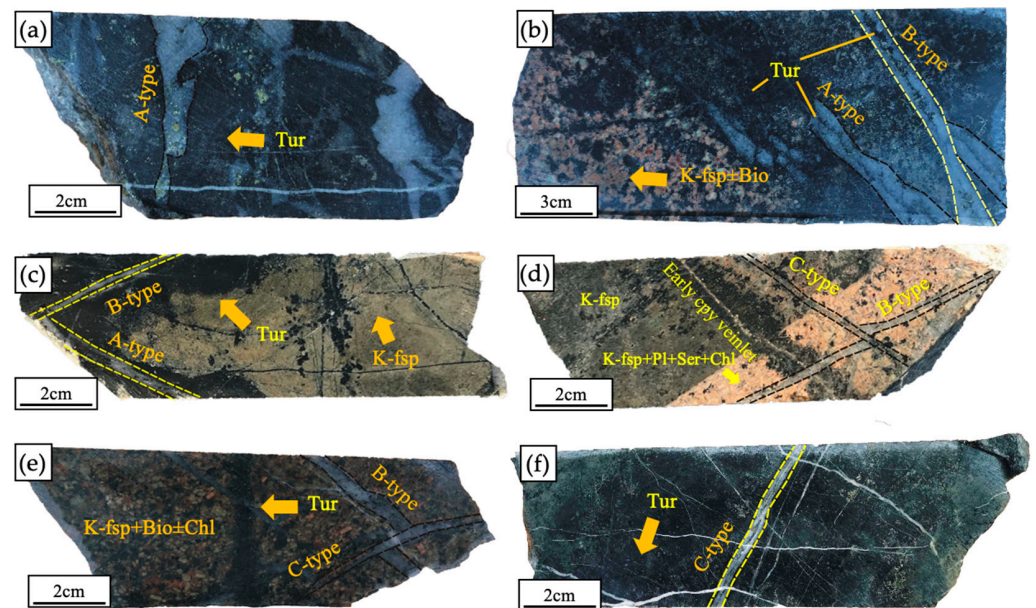 (a)
A-type
Tur
2cm
(b)
B-type
Tur
A-type
K-fsp±Bio
3cm
(c)
B-type
Tur
A-type
K-fsp
2cm
(d)
C-type
B-type
K-fsp
Early cpy veinlet
K-fsp+Pl+Ser+Chl
2cm
(e)
B-type
Tur
K-fsp+Bio±Chl
C-type
2cm
(f)
Tur
C-type
2cm